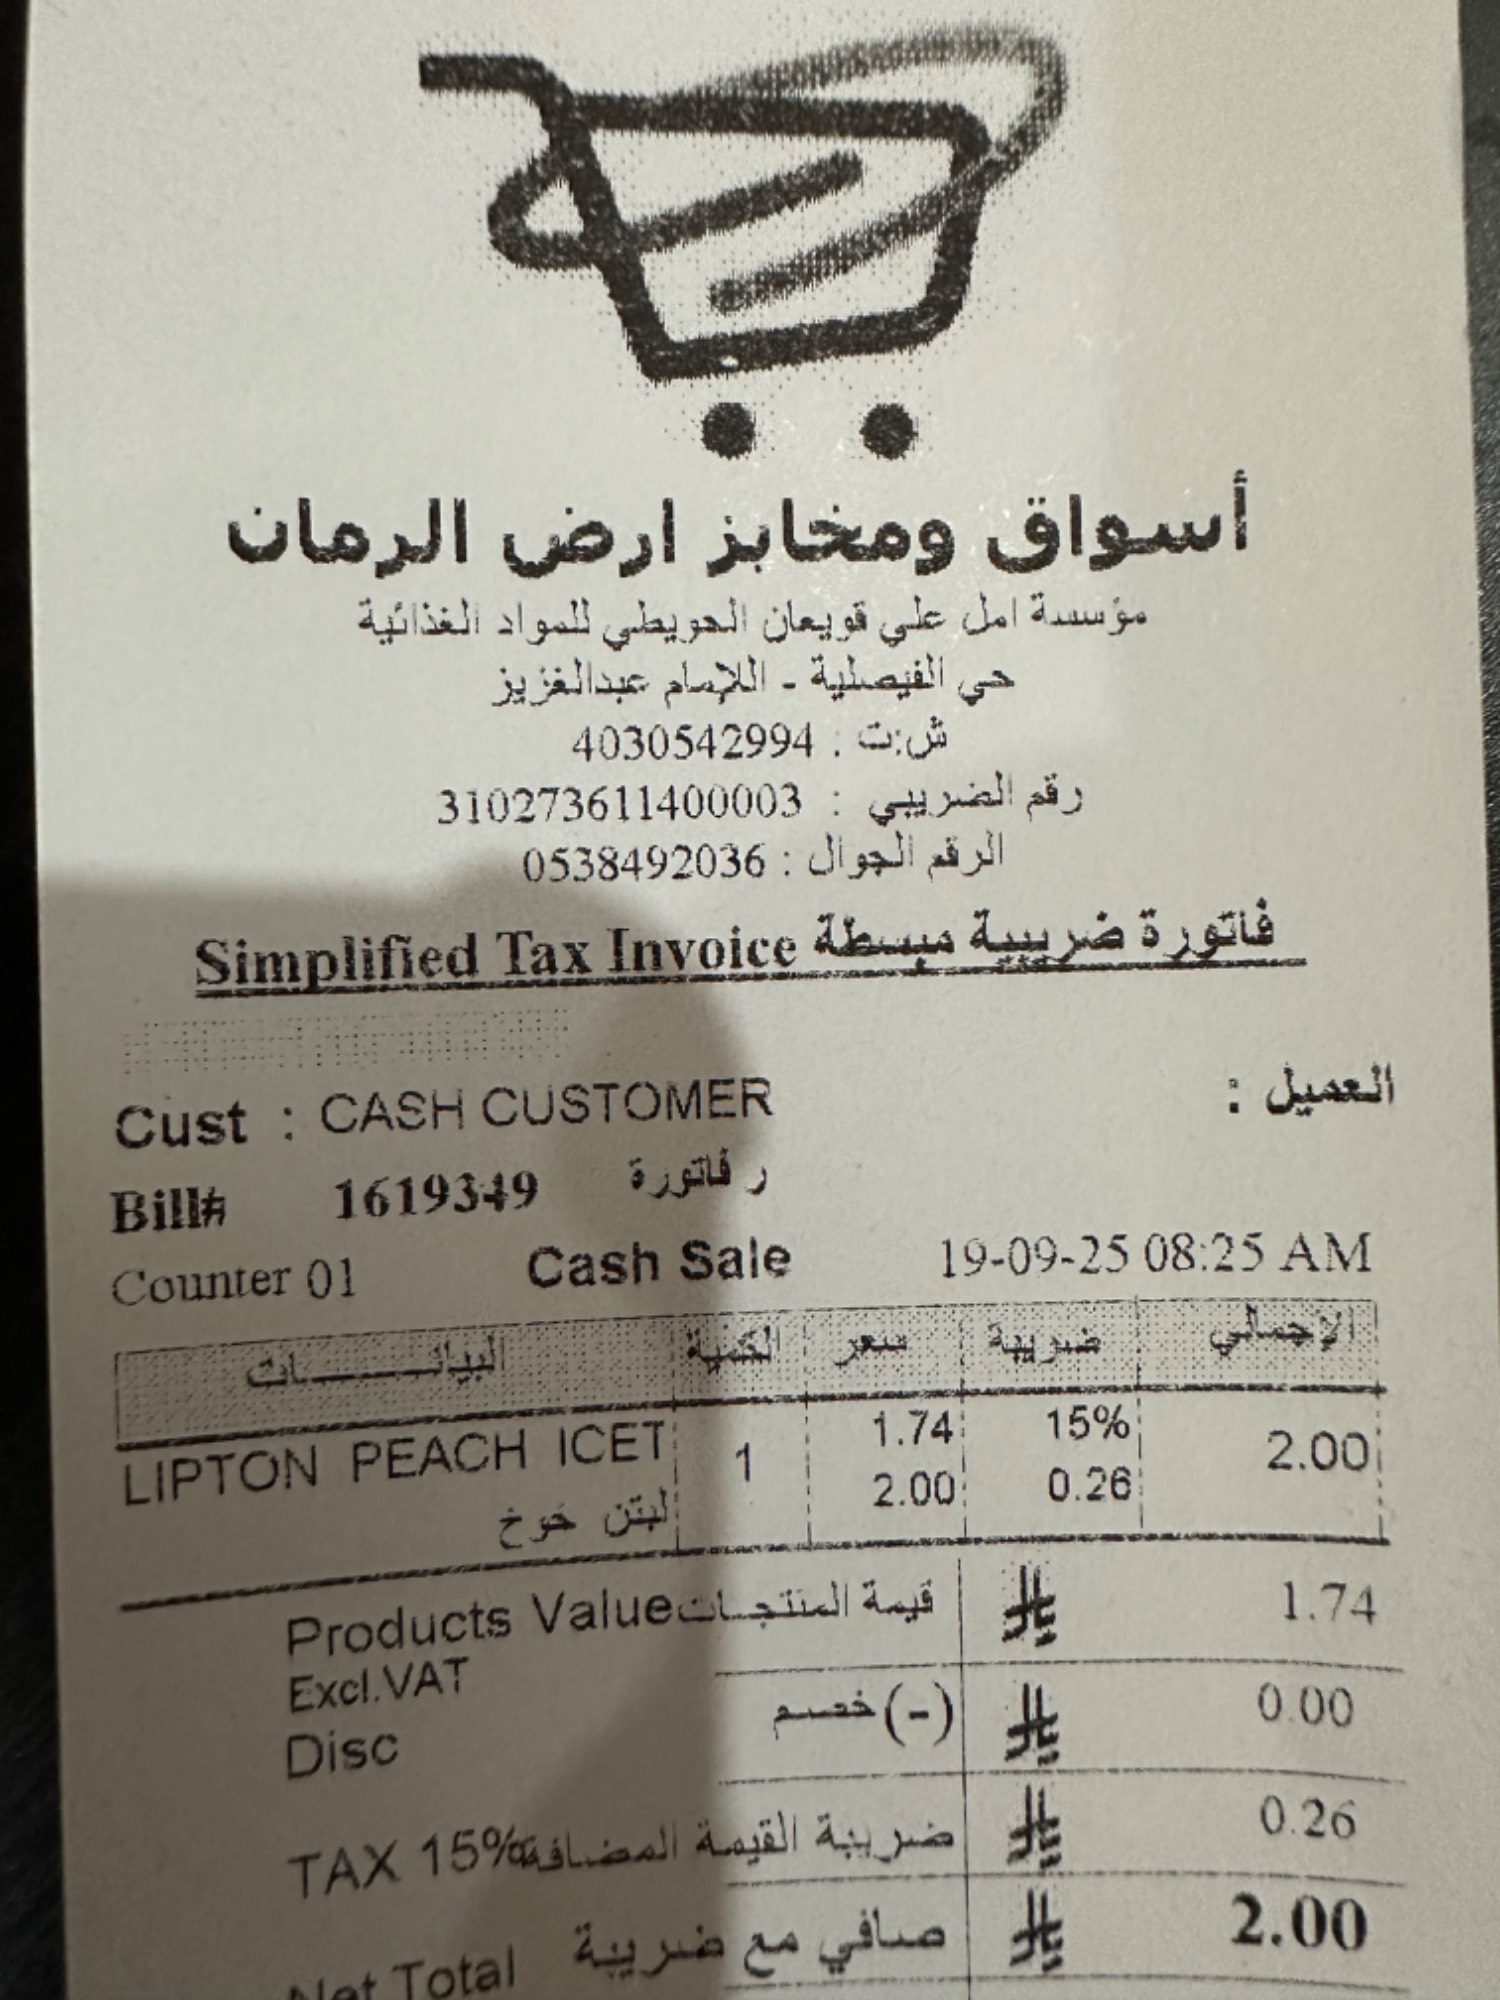 أسواق ومخابز ارض الرمان
مؤسسة امل علي قويعان الحويطي للمواد الغذائية
حي الفيصلية - اللإمام عبدالغزيز
ش:ت : 4030542994
رقم الضريبي : 310273611400003
الرقم الجوال : 0538492036
Simplified Tax Invoice فاتورة ضريبية مبسطة
Cust : CASH CUSTOMER العميل :
Bill# 1619349 ر فاتورة
Counter 01 Cash Sale 19-09-25 08:25 AM
البيانـــــــات الكمية سعر ضريبة الإجمالي
LIPTON PEACH ICET 1 1.74 15% 2.00
لبتن خوخ 2.00 0.26
Products Value قيمة المنتجـات 1.74
Excl.VAT
Disc خصم (-) 0.00
TAX 15% ضريبة القيمة المضافة 0.26
Net Total صافي مع ضريبة 2.00